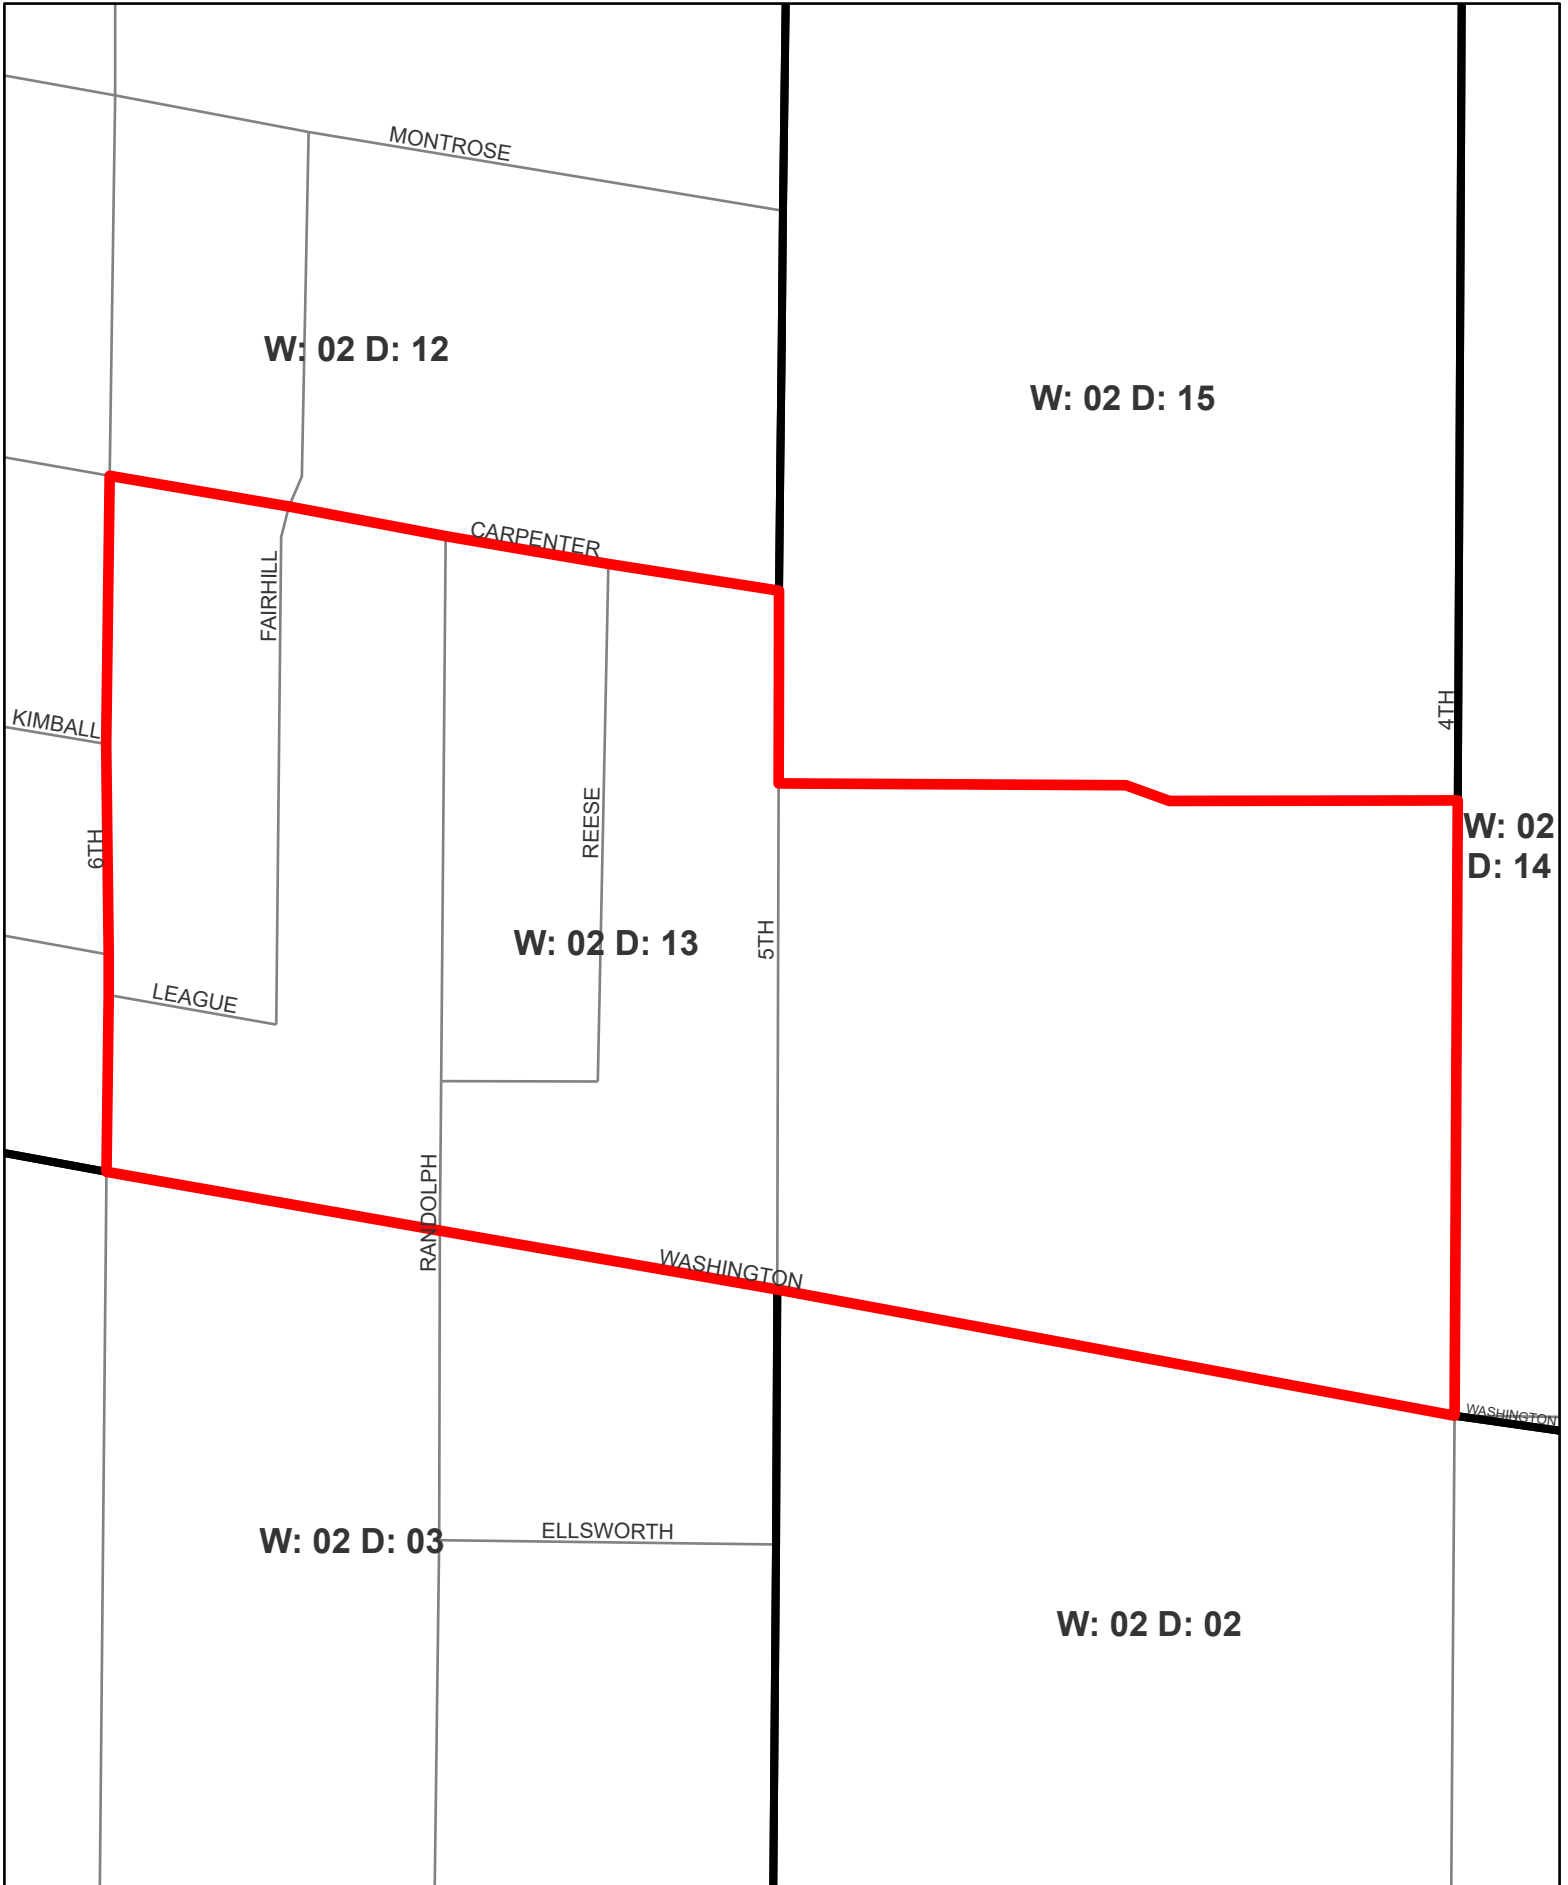 MONTROSE
W: 02 D: 12
W: 02 D: 15
CARPENTER
FAIRHILL
4TH
KIMBALL
REESE
6TH
W: 02
D: 14
W: 02 D: 13
5TH
LEAGUE
RANDOLPH
WASHINGTON
WASHINGTON
ELLSWORTH
W: 02 D: 03
W: 02 D: 02